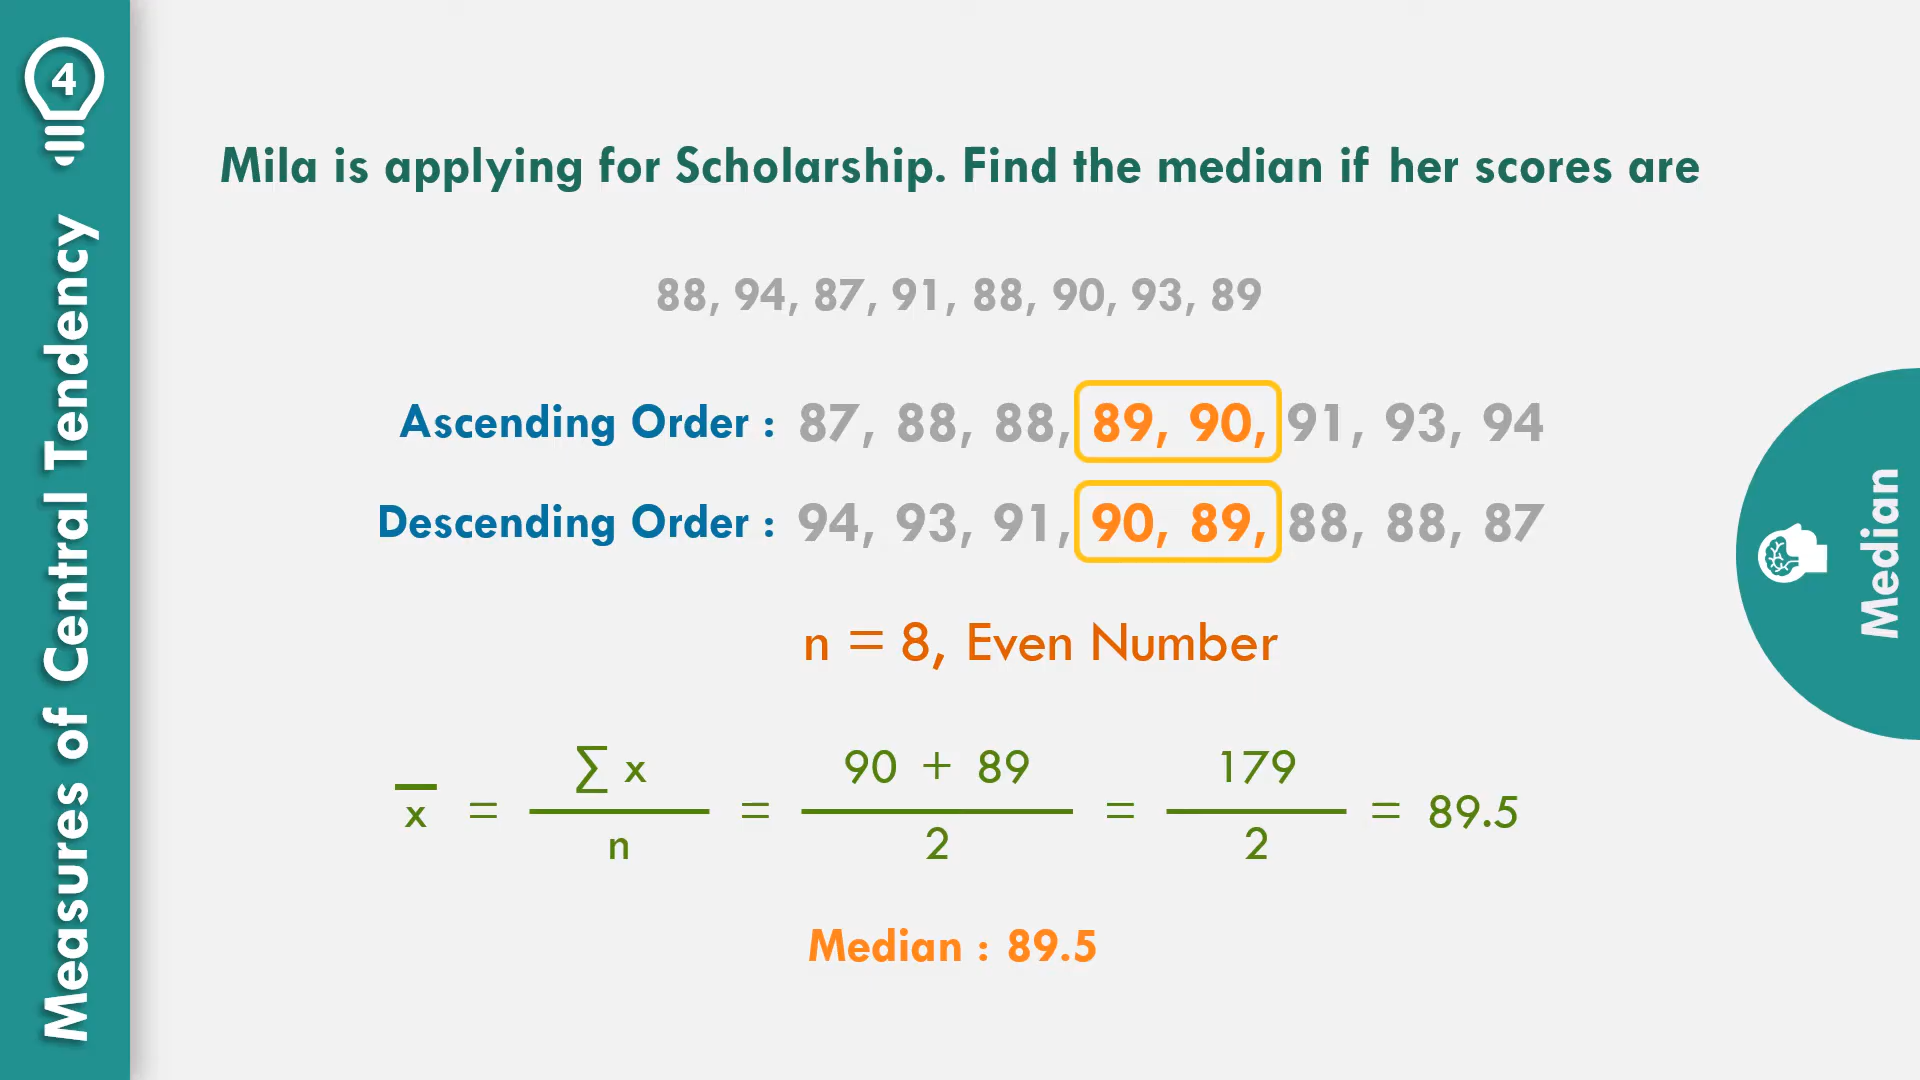 4
Measures of Central Tendency
Mila is applying for Scholarship. Find the median if her scores are
88, 94, 87, 91, 88, 90, 93, 89
Ascending Order : 87, 88, 88, 89, 90, 91, 93, 94
Descending Order : 94, 93, 91, 90, 89, 88, 88, 87
n = 8, Even Number
x̅ = ∑ x / n = 90 + 89 / 2 = 179 / 2 = 89.5
Median : 89.5
Median